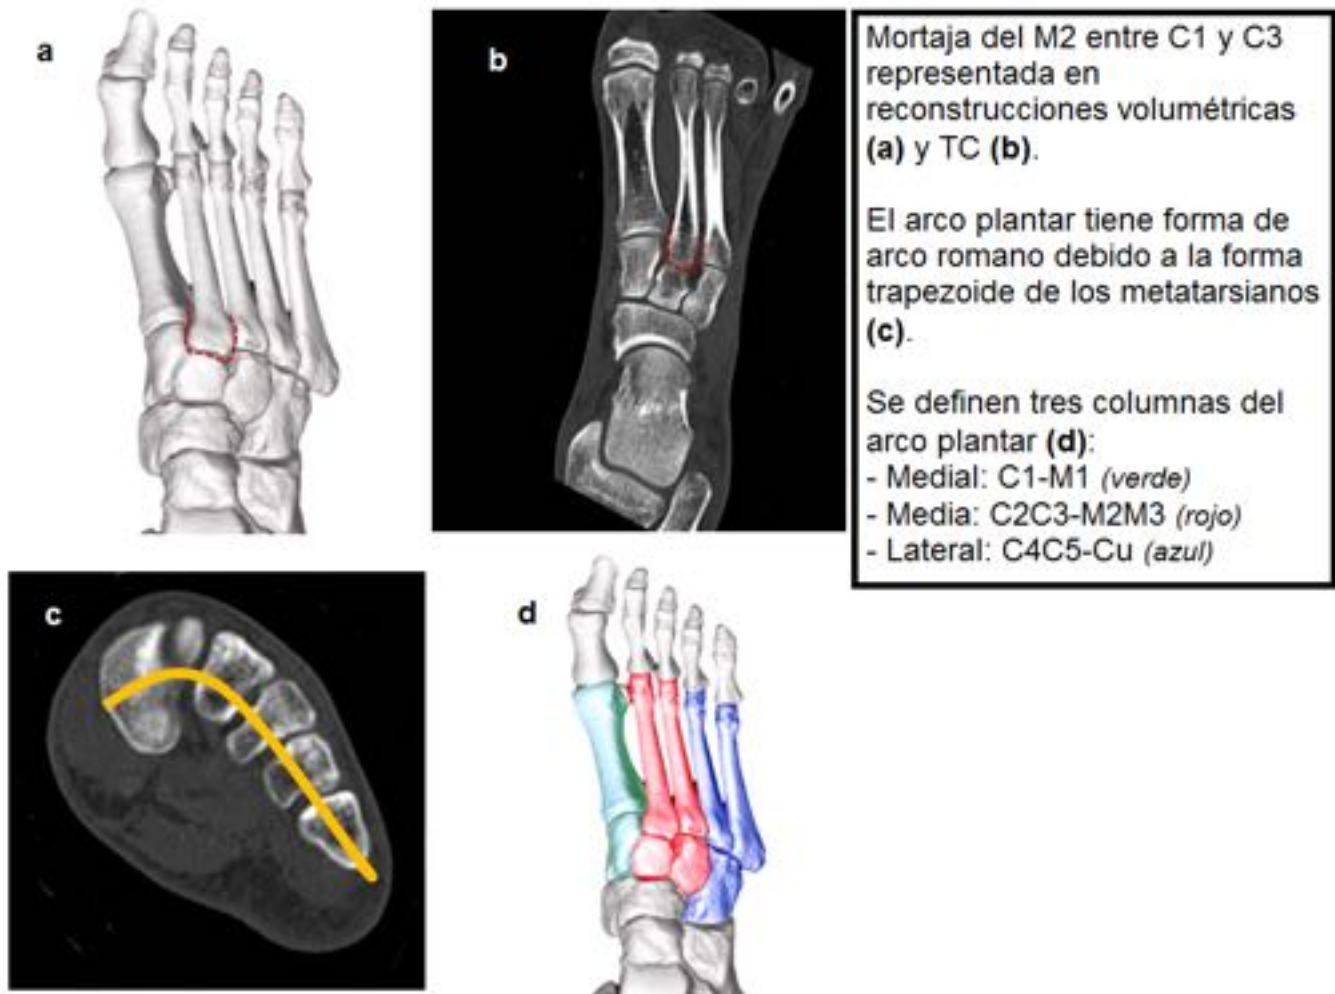 a
b
Mortaja del M2 entre C1 y C3
representada en
reconstrucciones volumétricas
(a) y TC (b).
El arco plantar tiene forma de
arco romano debido a la forma
trapezoide de los metatarsianos
(c).
Se definen tres columnas del
arco plantar (d):
- Medial: C1-M1 (verde)
- Media: C2C3-M2M3 (rojo)
- Lateral: C4C5-Cu (azul)
c
d